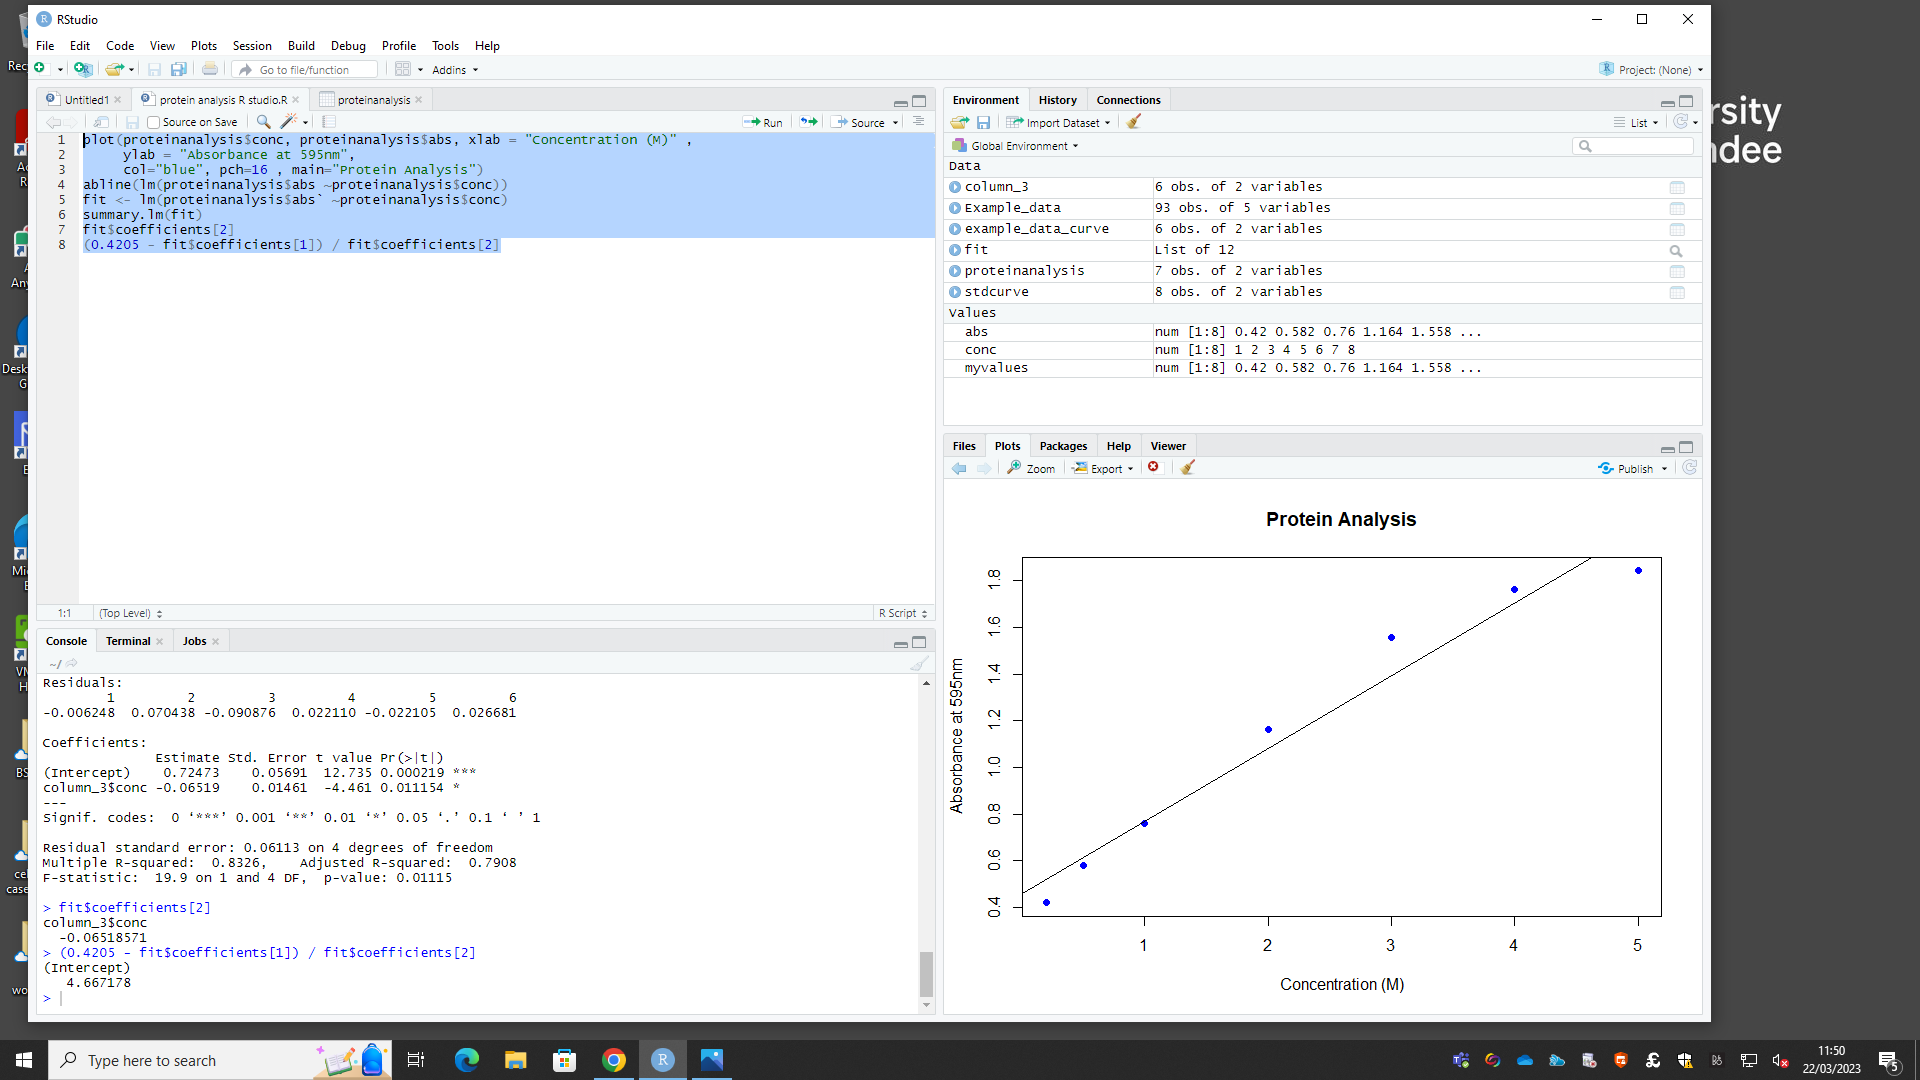 RStudio
File Edit Code View Plots Session Build Debug Profile Tools Help
Go to file/function Addins Project: (None)
Untitled1 protein analysis R studio.R proteinanalysis
Source on Save Run Source
1 plot(proteinanalysis$conc, proteinanalysis$abs, xlab = "Concentration (M)" ,
2 ylab = "Absorbance at 595nm",
3 col="blue", pch=16 , main="Protein Analysis")
4 abline(lm(proteinanalysis$abs ~proteinanalysis$conc))
5 fit <- lm(proteinanalysis$abs` ~proteinanalysis$conc)
6 summary.lm(fit)
7 fit$coefficients[2]
8 (0.4205 - fit$coefficients[1]) / fit$coefficients[2]
1:1 (Top Level) R Script
Console Terminal Jobs
~/
Residuals:
1 2 3 4 5 6
-0.006248 0.070438 -0.090876 0.022110 -0.022105 0.026681
Coefficients:
Estimate Std. Error t value Pr(>|t|)
(Intercept) 0.72473 0.05691 12.735 0.000219 ***
column_3$conc -0.06519 0.01461 -4.461 0.011154 *
---
Signif. codes: 0 ‘***’ 0.001 ‘**’ 0.01 ‘*’ 0.05 ‘.’ 0.1 ‘ ’ 1
Residual standard error: 0.06113 on 4 degrees of freedom
Multiple R-squared: 0.8326, Adjusted R-squared: 0.7908
F-statistic: 19.9 on 1 and 4 DF, p-value: 0.01115
> fit$coefficients[2]
column_3$conc
-0.06518571
> (0.4205 - fit$coefficients[1]) / fit$coefficients[2]
(Intercept)
4.667178
>
Environment History Connections
Import Dataset List
Global Environment
Data
column_3 6 obs. of 2 variables
Example_data 93 obs. of 5 variables
example_data_curve 6 obs. of 2 variables
fit List of 12
proteinanalysis 7 obs. of 2 variables
stdcurve 8 obs. of 2 variables
Values
abs num [1:8] 0.42 0.582 0.76 1.164 1.558 ...
conc num [1:8] 1 2 3 4 5 6 7 8
myvalues num [1:8] 0.42 0.582 0.76 1.164 1.558 ...
Files Plots Packages Help Viewer
Zoom Export Publish
Protein Analysis
Absorbance at 595nm
1.8
1.6
1.4
1.2
1.0
0.8
0.6
0.4
1 2 3 4 5
Concentration (M)
rsity
ndee
Type here to search
11:50
22/03/2023
5